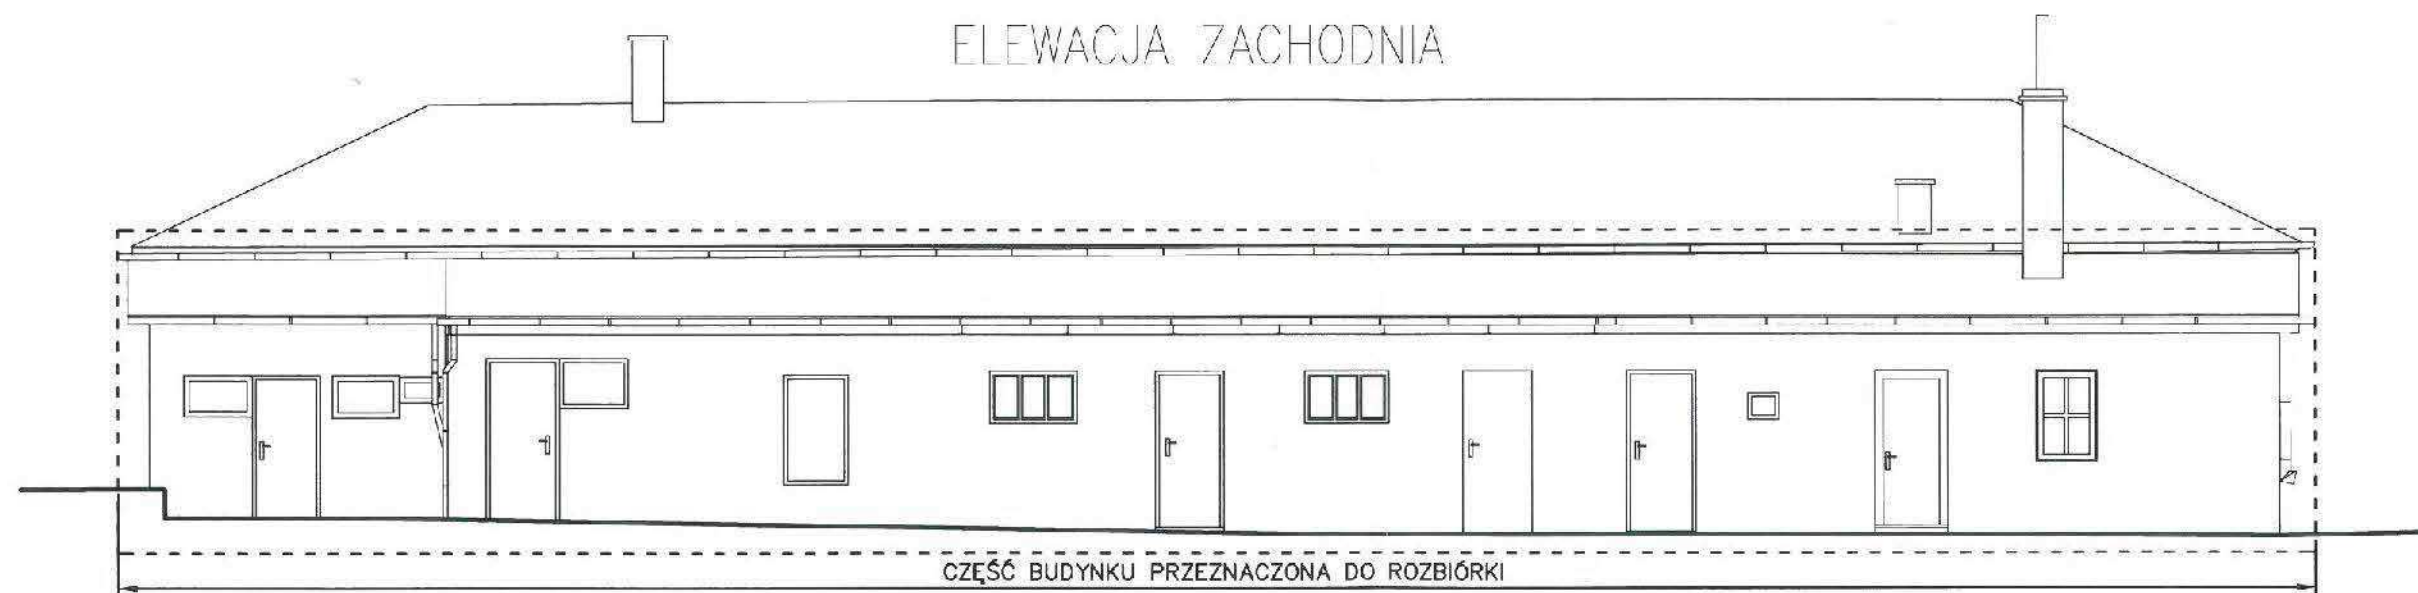 ELEWACJA ZACHODNIA
CZĘŚĆ BUDYNKU PRZEZNACZONA DO ROZBIÓRKI